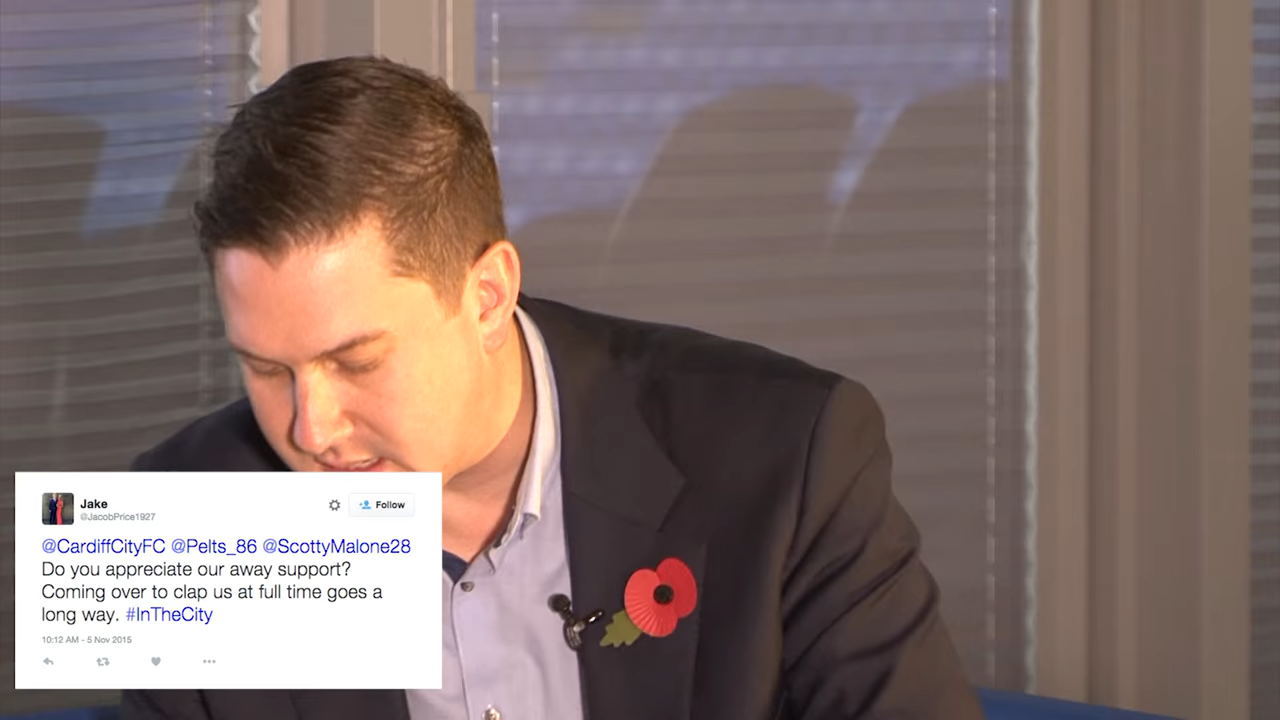 Jake
@JacobPrice1927
Follow
@CardiffCityFC @Pelts_86 @ScottyMalone28
Do you appreciate our away support?
Coming over to clap us at full time goes a
long way. #InTheCity
10:12 AM - 5 Nov 2015